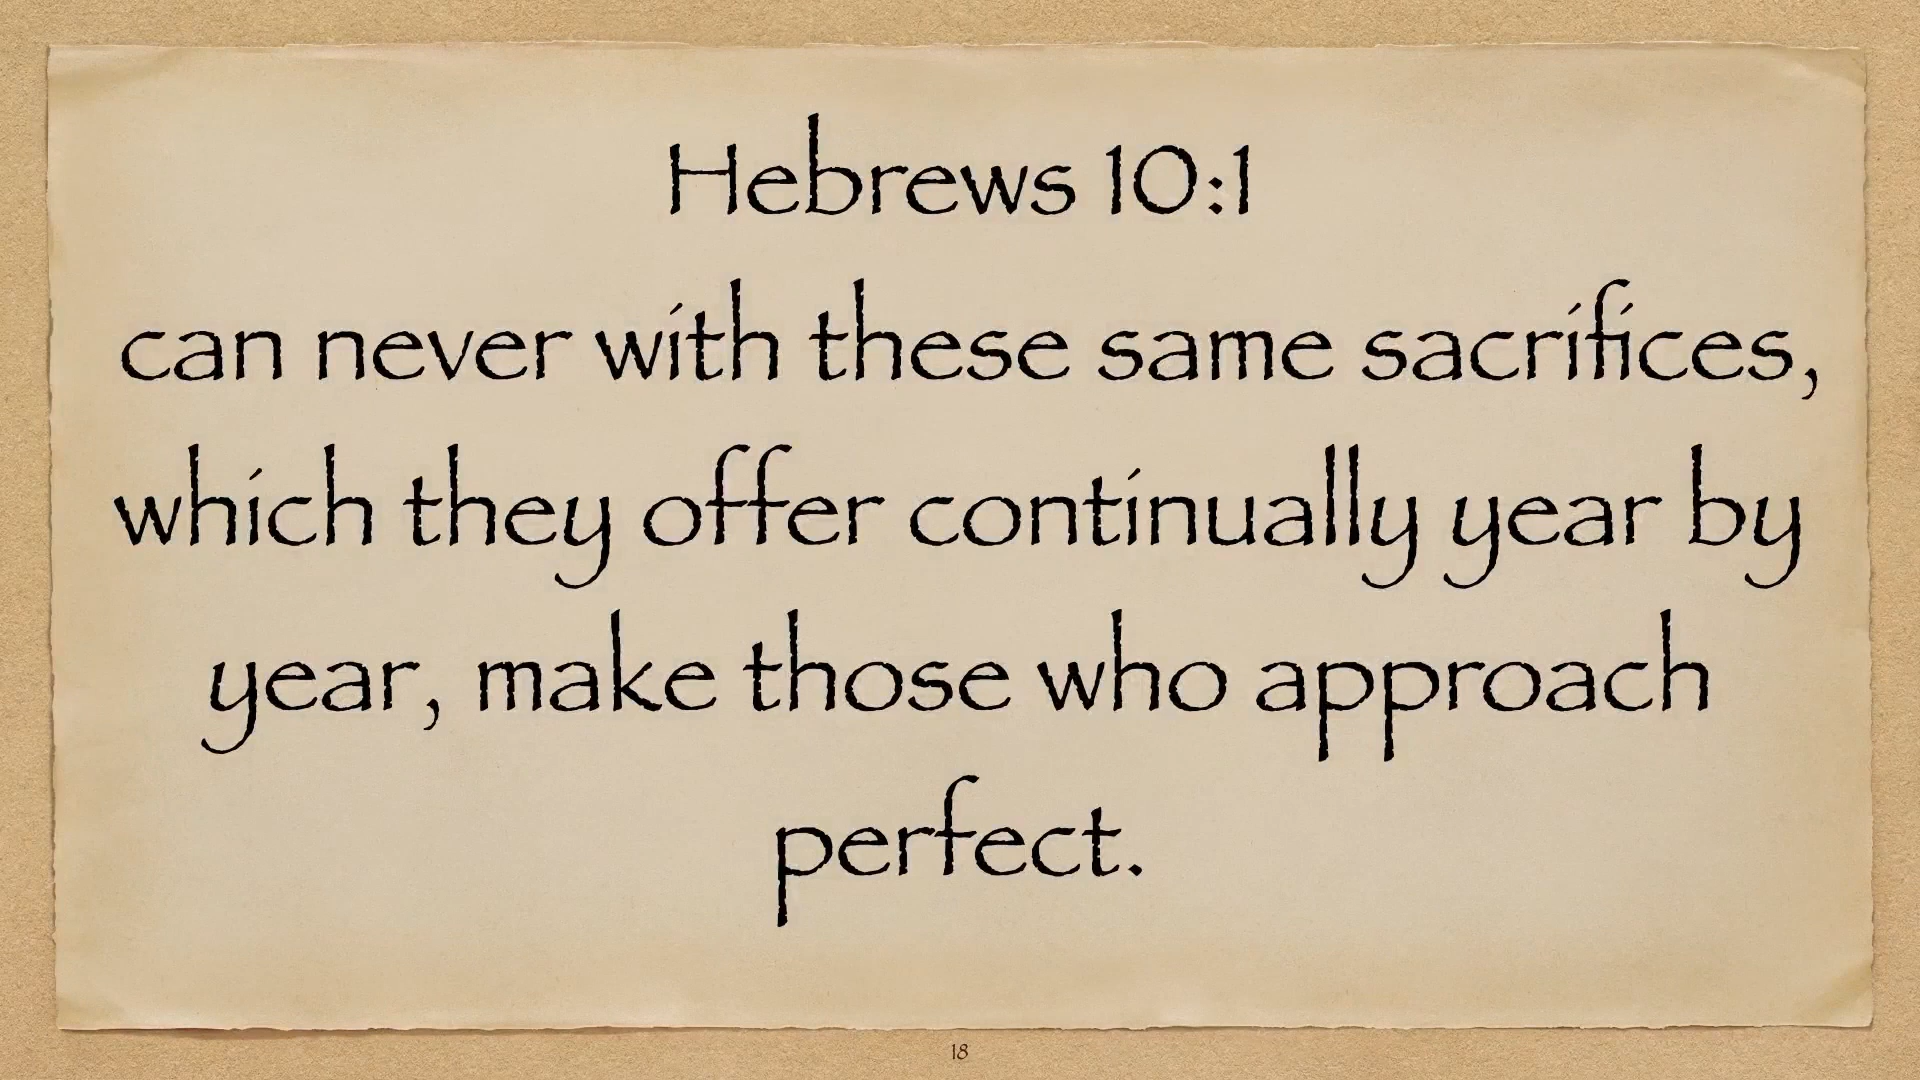 Hebrews 10:1
can never with these same sacrifices,
which they offer continually year by
year, make those who approach
perfect.
18